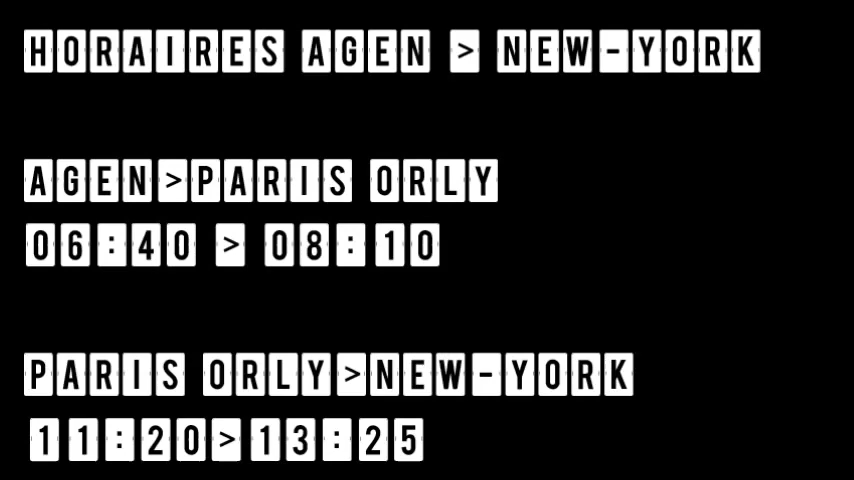 HORAIRES AGEN > NEW-YORK
AGEN>PARIS ORLY
06:40 > 08:10
PARIS ORLY>NEW-YORK
11:20>13:25